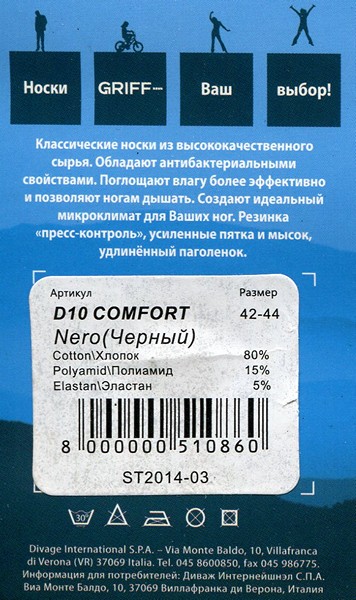 Носки GRIFF Ваш выбор!
Классические носки из высококачественного
сырья. Обладают антибактериальными
свойствами. Поглощают влагу более эффективно
и позволяют ногам дышать. Создают идеальный
микроклимат для Ваших ног. Резинка
«пресс-контроль», усиленные пятка и мысок,
удлинённый паголенок.
Артикул Размер
D10 COMFORT 42-44
Nero(Черный)
Cotton\Хлопок 80%
Polyamid\Полиамид 15%
Elastan\Эластан 5%
8 000000 510860
ST2014-03
30°
Divage International S.P.A. – Via Monte Baldo, 10, Villafranca
di Verona (VR) 37069 Italia. Tel. 045 8600850, fax 045 986775.
Информация для потребителей: Диваж Интернейшнэл С.П.А.
Виа Монте Балдо, 10, 37069 Виллафранка ди Верона, Италия